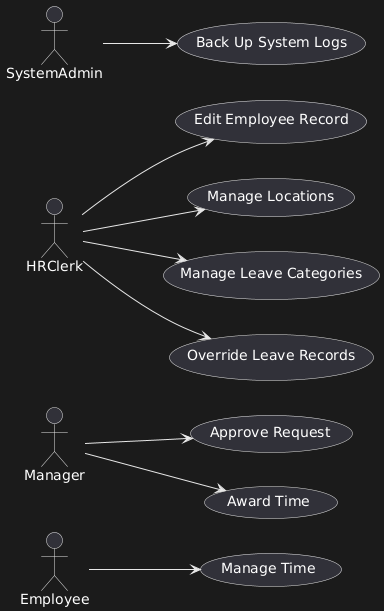 SystemAdmin
Back Up System Logs
HRClerk
Edit Employee Record
Manage Locations
Manage Leave Categories
Override Leave Records
Manager
Approve Request
Award Time
Employee
Manage Time